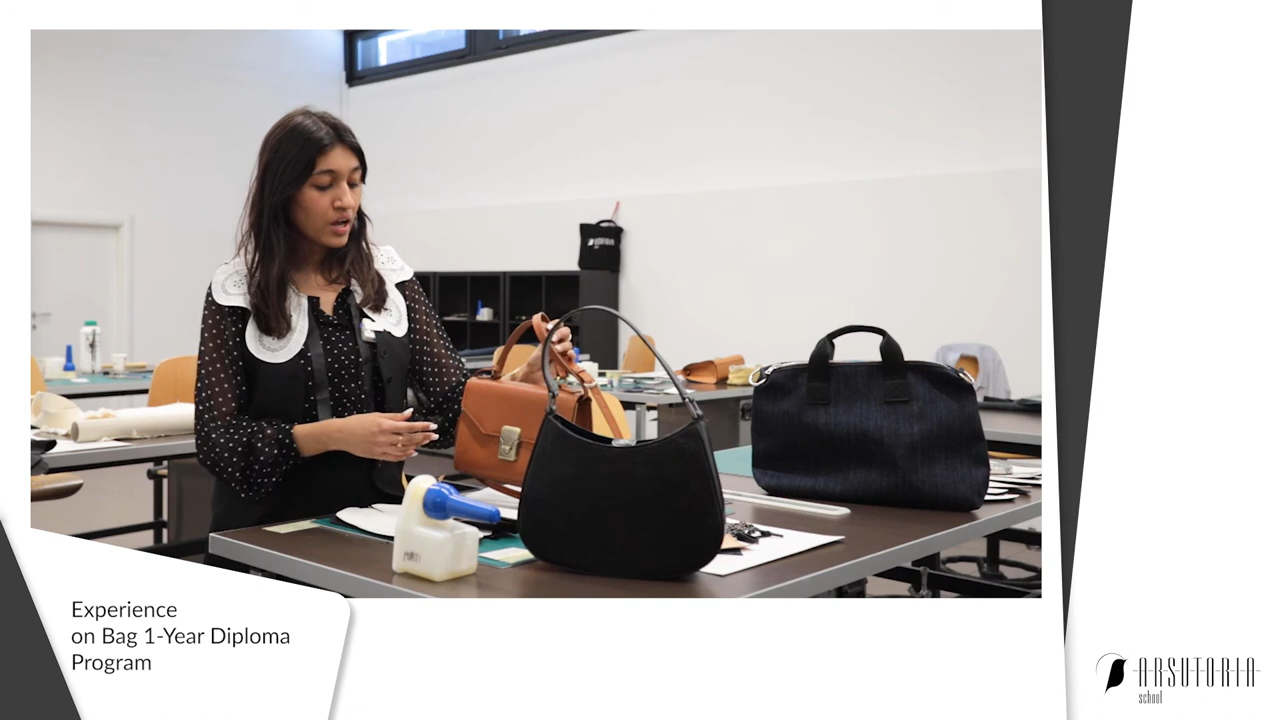 Experience
on Bag 1-Year Diploma
Program
ARSUTORIA
school